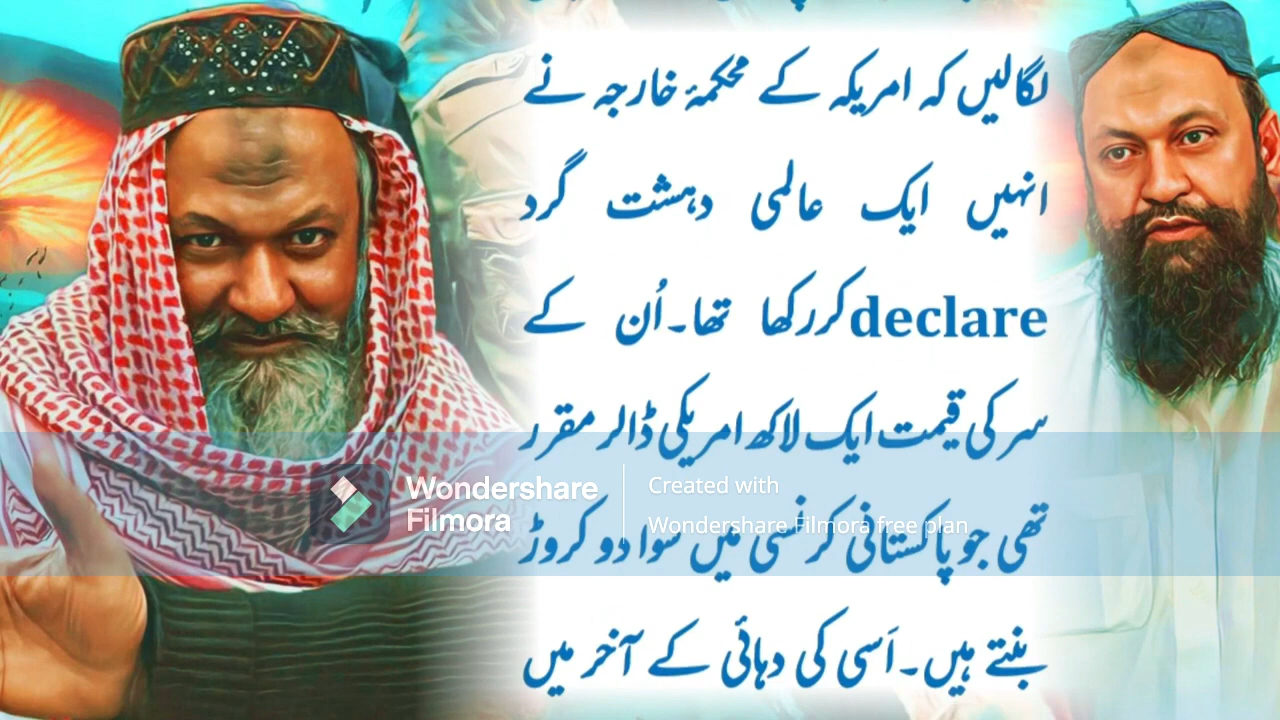 لگالیں کہ امریکہ کے محکمۂ خارجہ نے
انہیں ایک عالمی دہشت گرد
declare کررکھا تھا۔ اُن کے
سر کی قیمت ایک لاکھ امریکی ڈالر مقرر
تھی جو پاکستانی کرنسی میں سوا دو کروڑ
بنتے ہیں۔ اَسی کی دہائی کے آخر میں
Wondershare
Filmora
Created with
Wondershare Filmora free plan